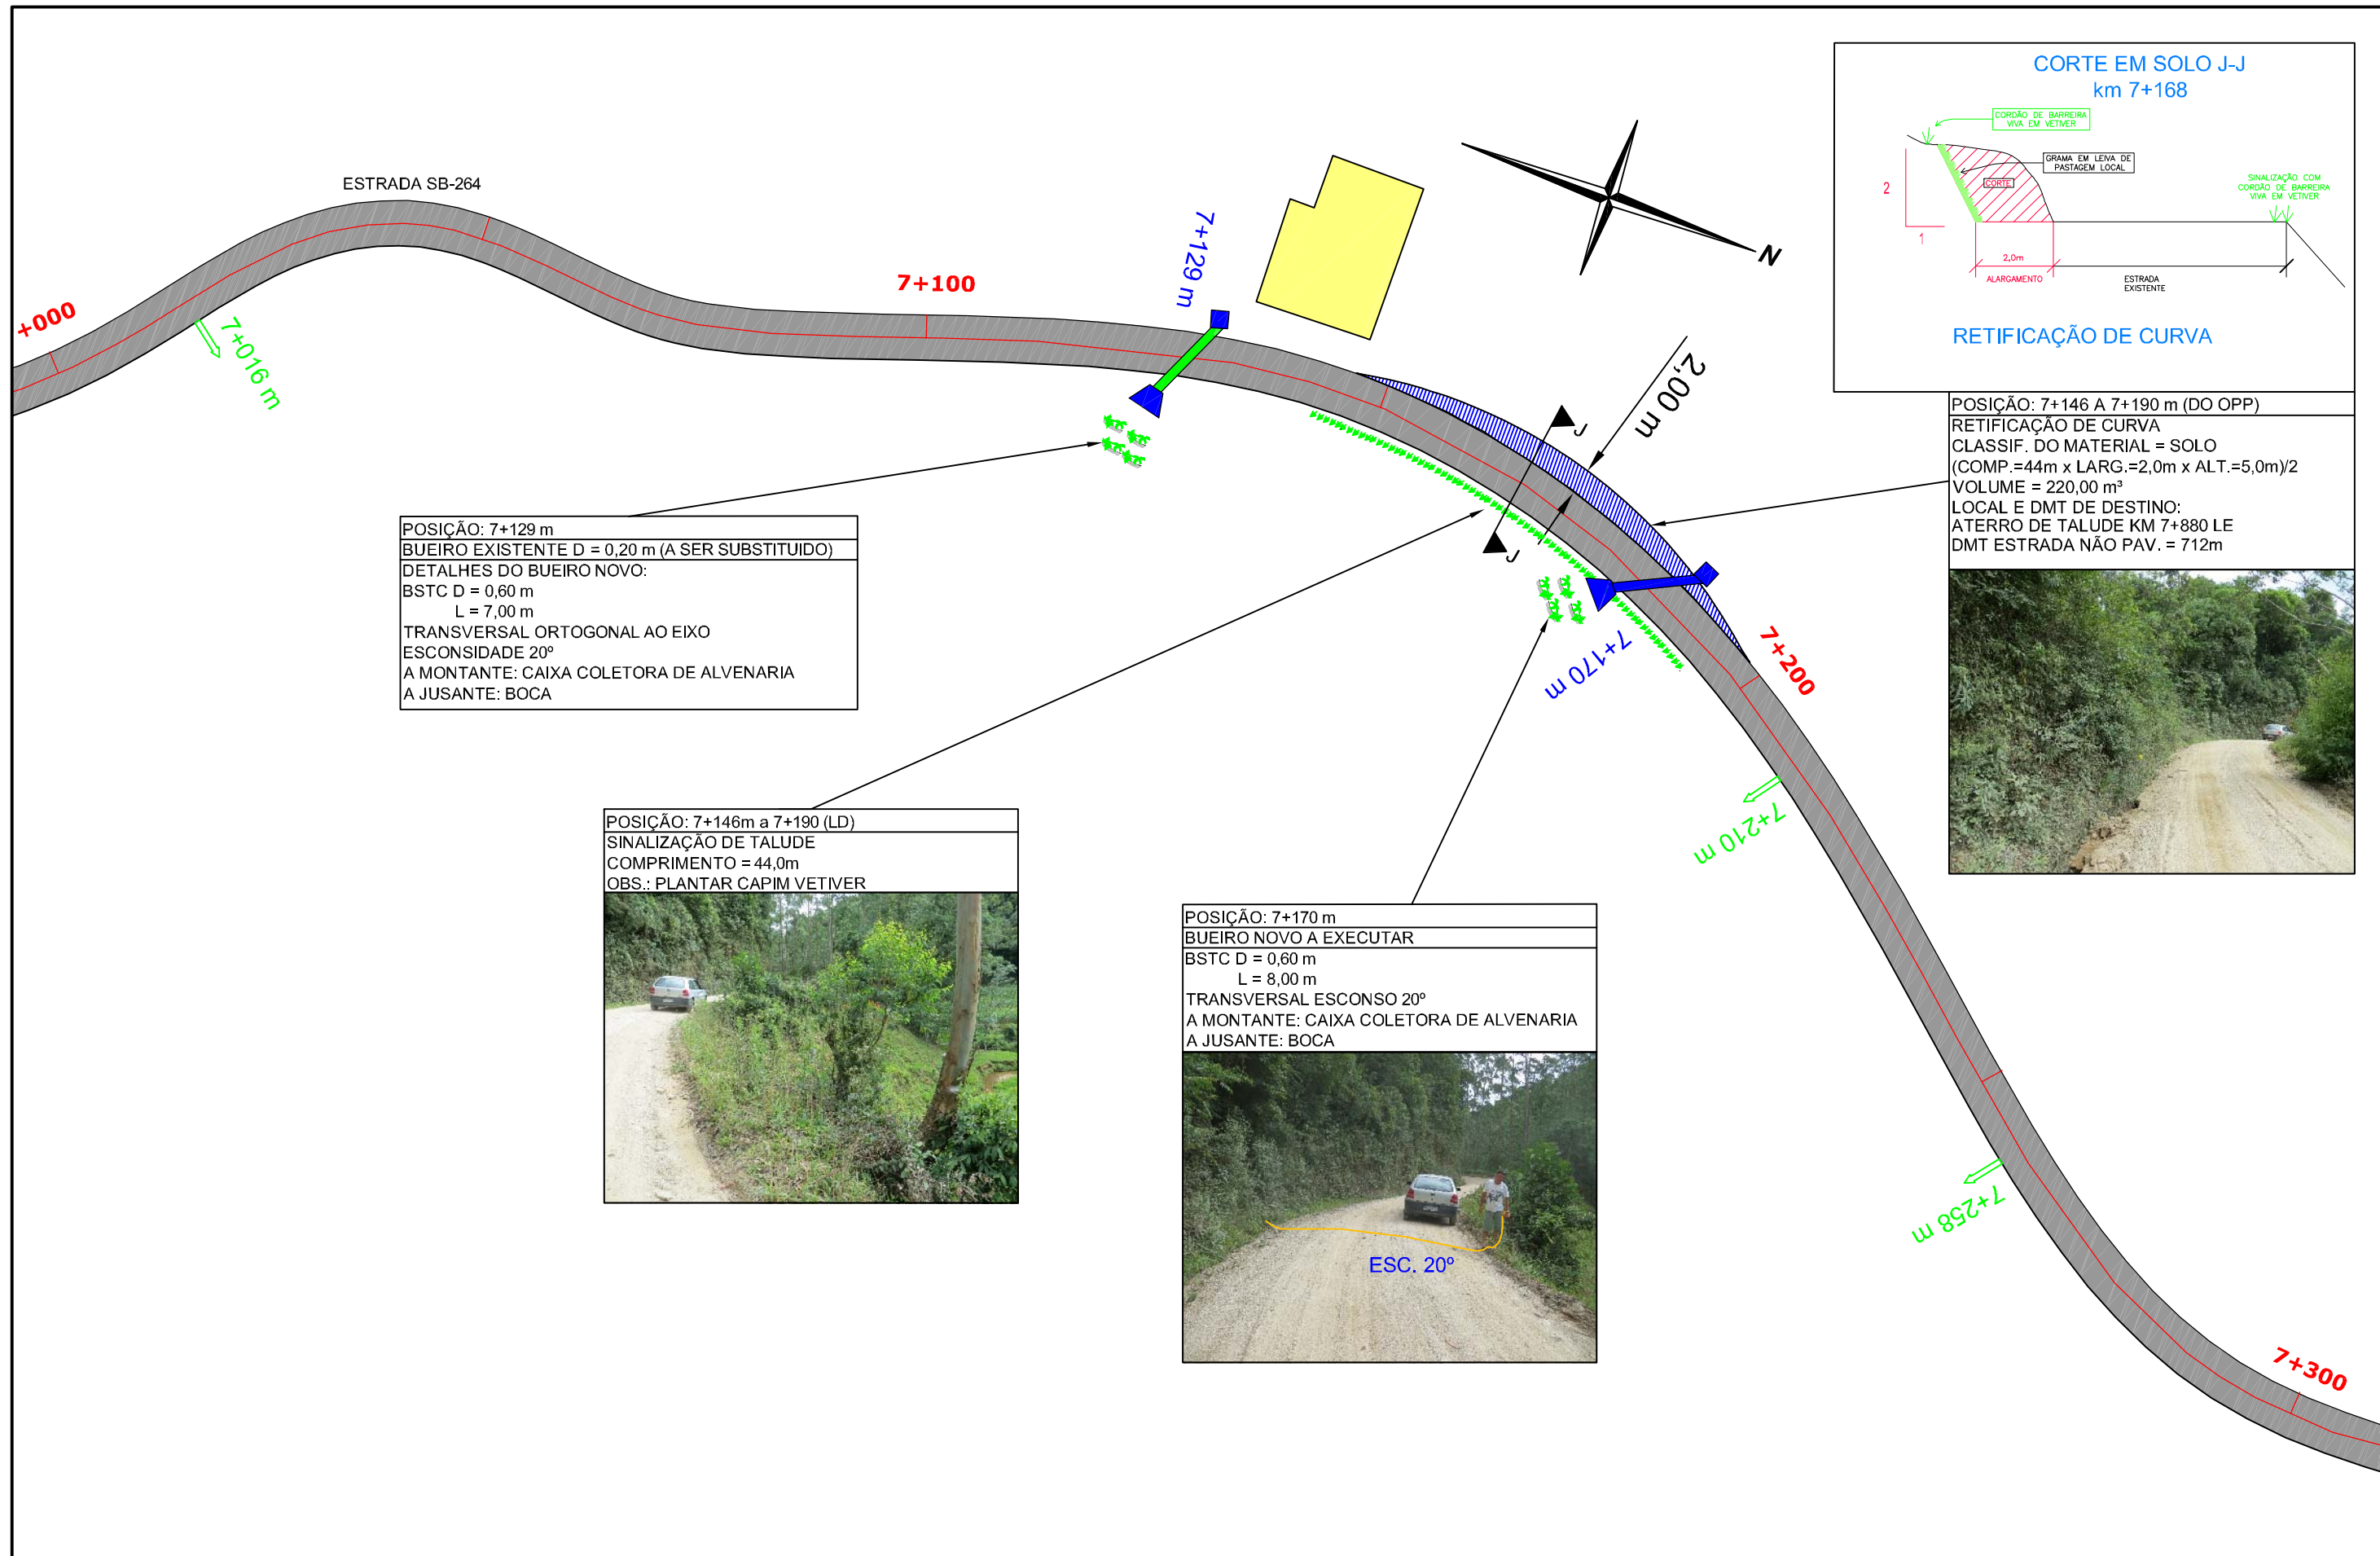 CORTE EM SOLO J-J
km 7+168
CORDÃO DE BARREIRA
VIVA EM VETIVER
GRAMA EM LEIVA DE
PASTAGEM LOCAL
CORTE
SINALIZAÇÃO COM
CORDÃO DE BARREIRA
VIVA EM VETIVER
2
1
2,0m
ALARGAMENTO
ESTRADA
EXISTENTE
RETIFICAÇÃO DE CURVA
ESTRADA SB-264
+000
7+016 m
7+100
7+129 m
N
2,00 m
J
J
7+170 m
7+200
7+210 m
7+258 m
7+300
POSIÇÃO: 7+146 A 7+190 m (DO OPP)
RETIFICAÇÃO DE CURVA
CLASSIF. DO MATERIAL = SOLO
(COMP.=44m x LARG.=2,0m x ALT.=5,0m)/2
VOLUME = 220,00 m³
LOCAL E DMT DE DESTINO:
ATERRO DE TALUDE KM 7+880 LE
DMT ESTRADA NÃO PAV. = 712m
POSIÇÃO: 7+129 m
BUEIRO EXISTENTE D = 0,20 m (A SER SUBSTITUIDO)
DETALHES DO BUEIRO NOVO:
BSTC D = 0,60 m
L = 7,00 m
TRANSVERSAL ORTOGONAL AO EIXO
ESCONSIDADE 20º
A MONTANTE: CAIXA COLETORA DE ALVENARIA
A JUSANTE: BOCA
POSIÇÃO: 7+146m a 7+190 (LD)
SINALIZAÇÃO DE TALUDE
COMPRIMENTO = 44,0m
OBS.: PLANTAR CAPIM VETIVER
POSIÇÃO: 7+170 m
BUEIRO NOVO A EXECUTAR
BSTC D = 0,60 m
L = 8,00 m
TRANSVERSAL ESCONSO 20º
A MONTANTE: CAIXA COLETORA DE ALVENARIA
A JUSANTE: BOCA
ESC. 20º